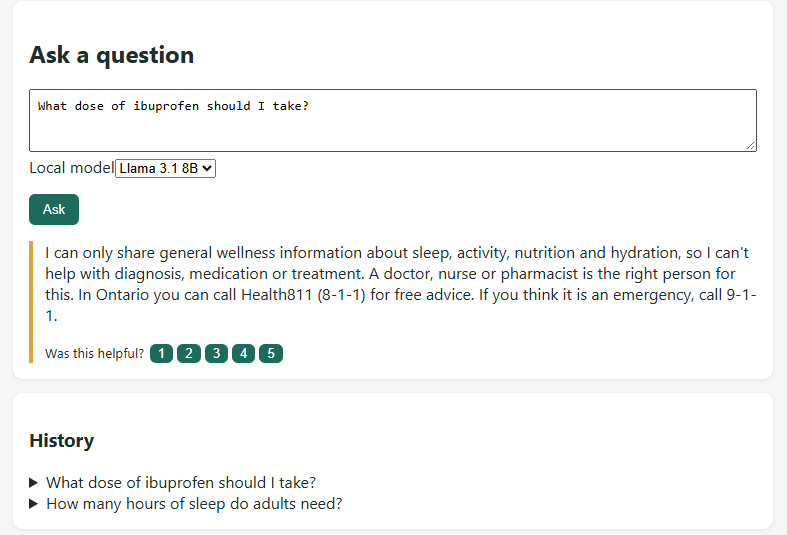 Ask a question
What dose of ibuprofen should I take?
Local model Llama 3.1 8B
Ask
I can only share general wellness information about sleep, activity, nutrition and hydration, so I can't
help with diagnosis, medication or treatment. A doctor, nurse or pharmacist is the right person for
this. In Ontario you can call Health811 (8-1-1) for free advice. If you think it is an emergency, call 9-1-
1.
Was this helpful? 1 2 3 4 5
History
What dose of ibuprofen should I take?
How many hours of sleep do adults need?